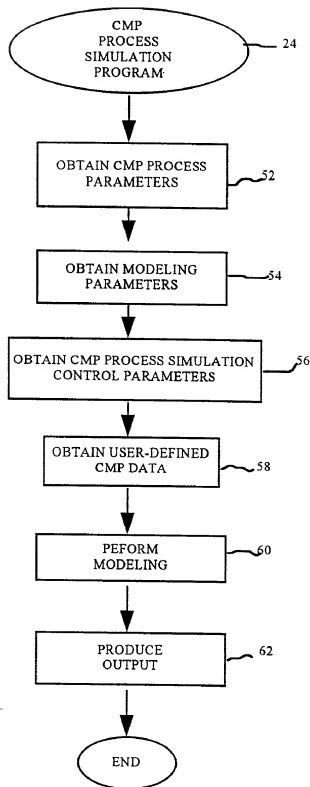 CMP
PROCESS
SIMULATION
PROGRAM
24
OBTAIN CMP PROCESS
PARAMETERS
52
OBTAIN MODELING
PARAMETERS
54
OBTAIN CMP PROCESS SIMULATION
CONTROL PARAMETERS
56
OBTAIN USER-DEFINED
CMP DATA
58
PEFORM
MODELING
60
PRODUCE
OUTPUT
62
END